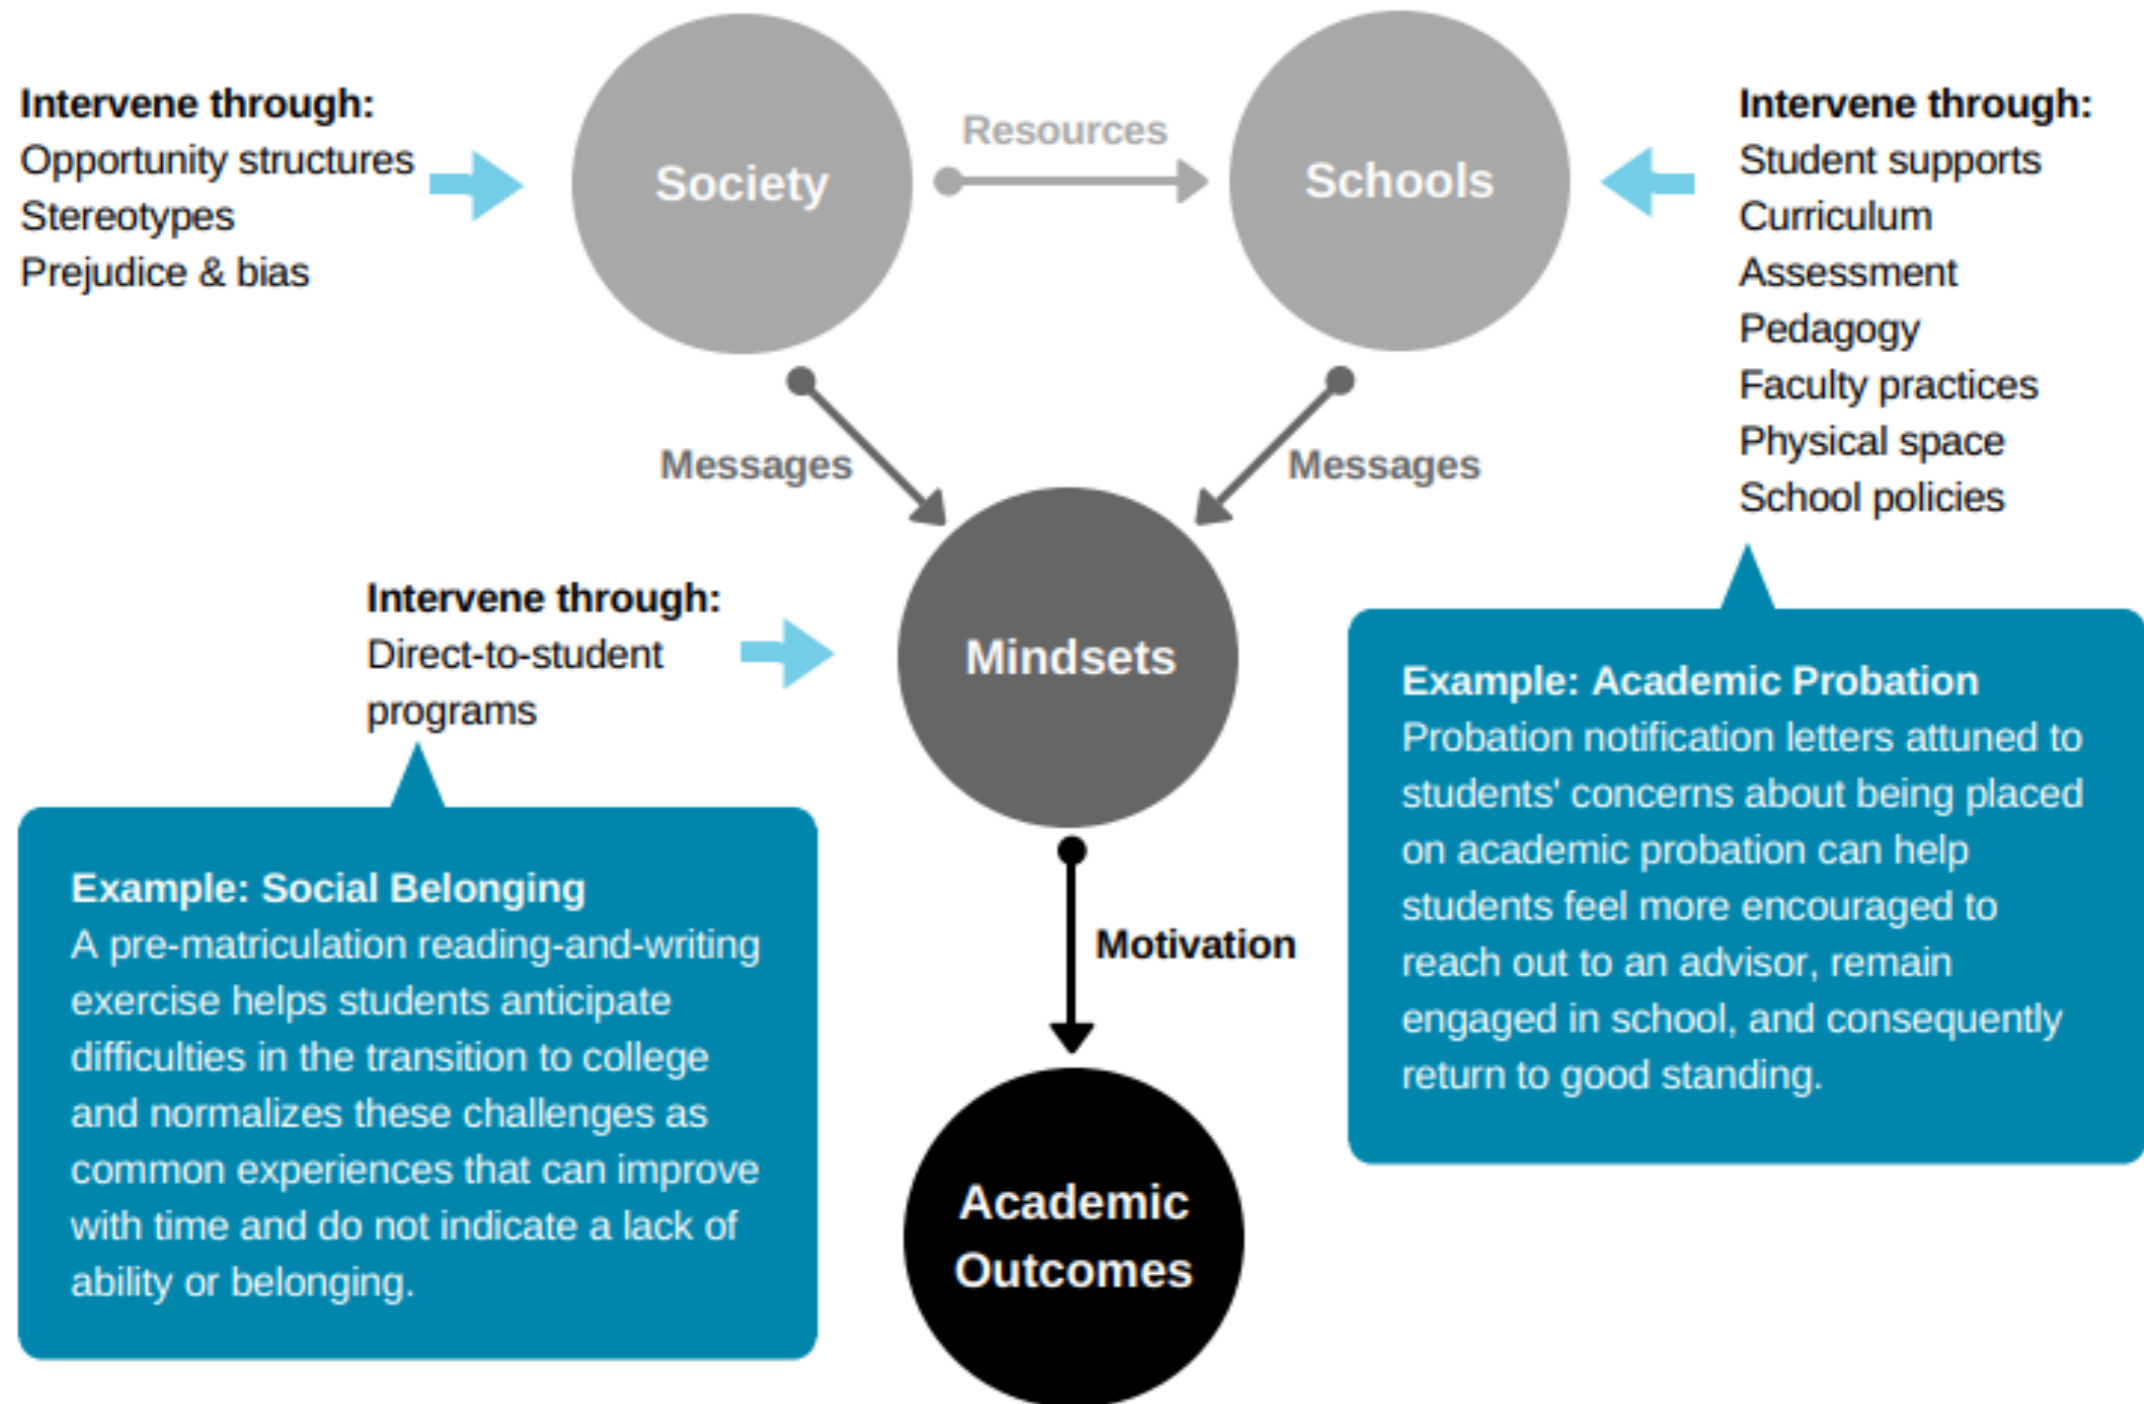 Intervene through:
Opportunity structures
Stereotypes
Prejudice & bias
Society
Resources
Schools
Intervene through:
Student supports
Curriculum
Assessment
Pedagogy
Faculty practices
Physical space
School policies
Messages
Messages
Intervene through:
Direct-to-student
programs
Mindsets
Example: Academic Probation
Probation notification letters attuned to
students' concerns about being placed
on academic probation can help
students feel more encouraged to
reach out to an advisor, remain
engaged in school, and consequently
return to good standing.
Example: Social Belonging
A pre-matriculation reading-and-writing
exercise helps students anticipate
difficulties in the transition to college
and normalizes these challenges as
common experiences that can improve
with time and do not indicate a lack of
ability or belonging.
Motivation
Academic
Outcomes